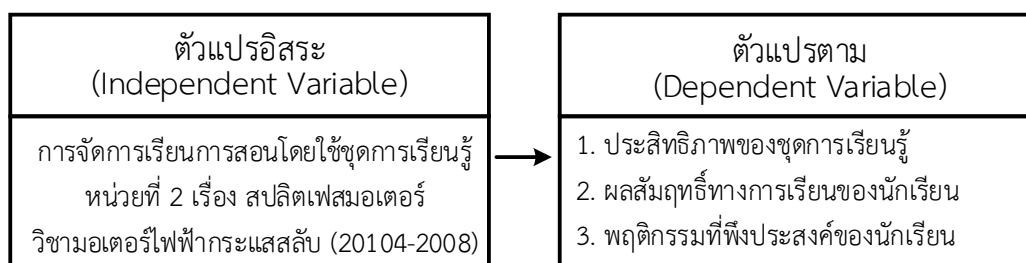 ตัวแปรอิสระ
(Independent Variable)
การจัดการเรียนการสอนโดยใช้ชุดการเรียนรู้
หน่วยที่ 2 เรื่อง สปลิตเฟสมอเตอร์
วิชามอเตอร์ไฟฟ้ากระแสสลับ (20104-2008)
ตัวแปรตาม
(Dependent Variable)
1. ประสิทธิภาพของชุดการเรียนรู้
2. ผลสัมฤทธิ์ทางการเรียนของนักเรียน
3. พฤติกรรมที่พึงประสงค์ของนักเรียน